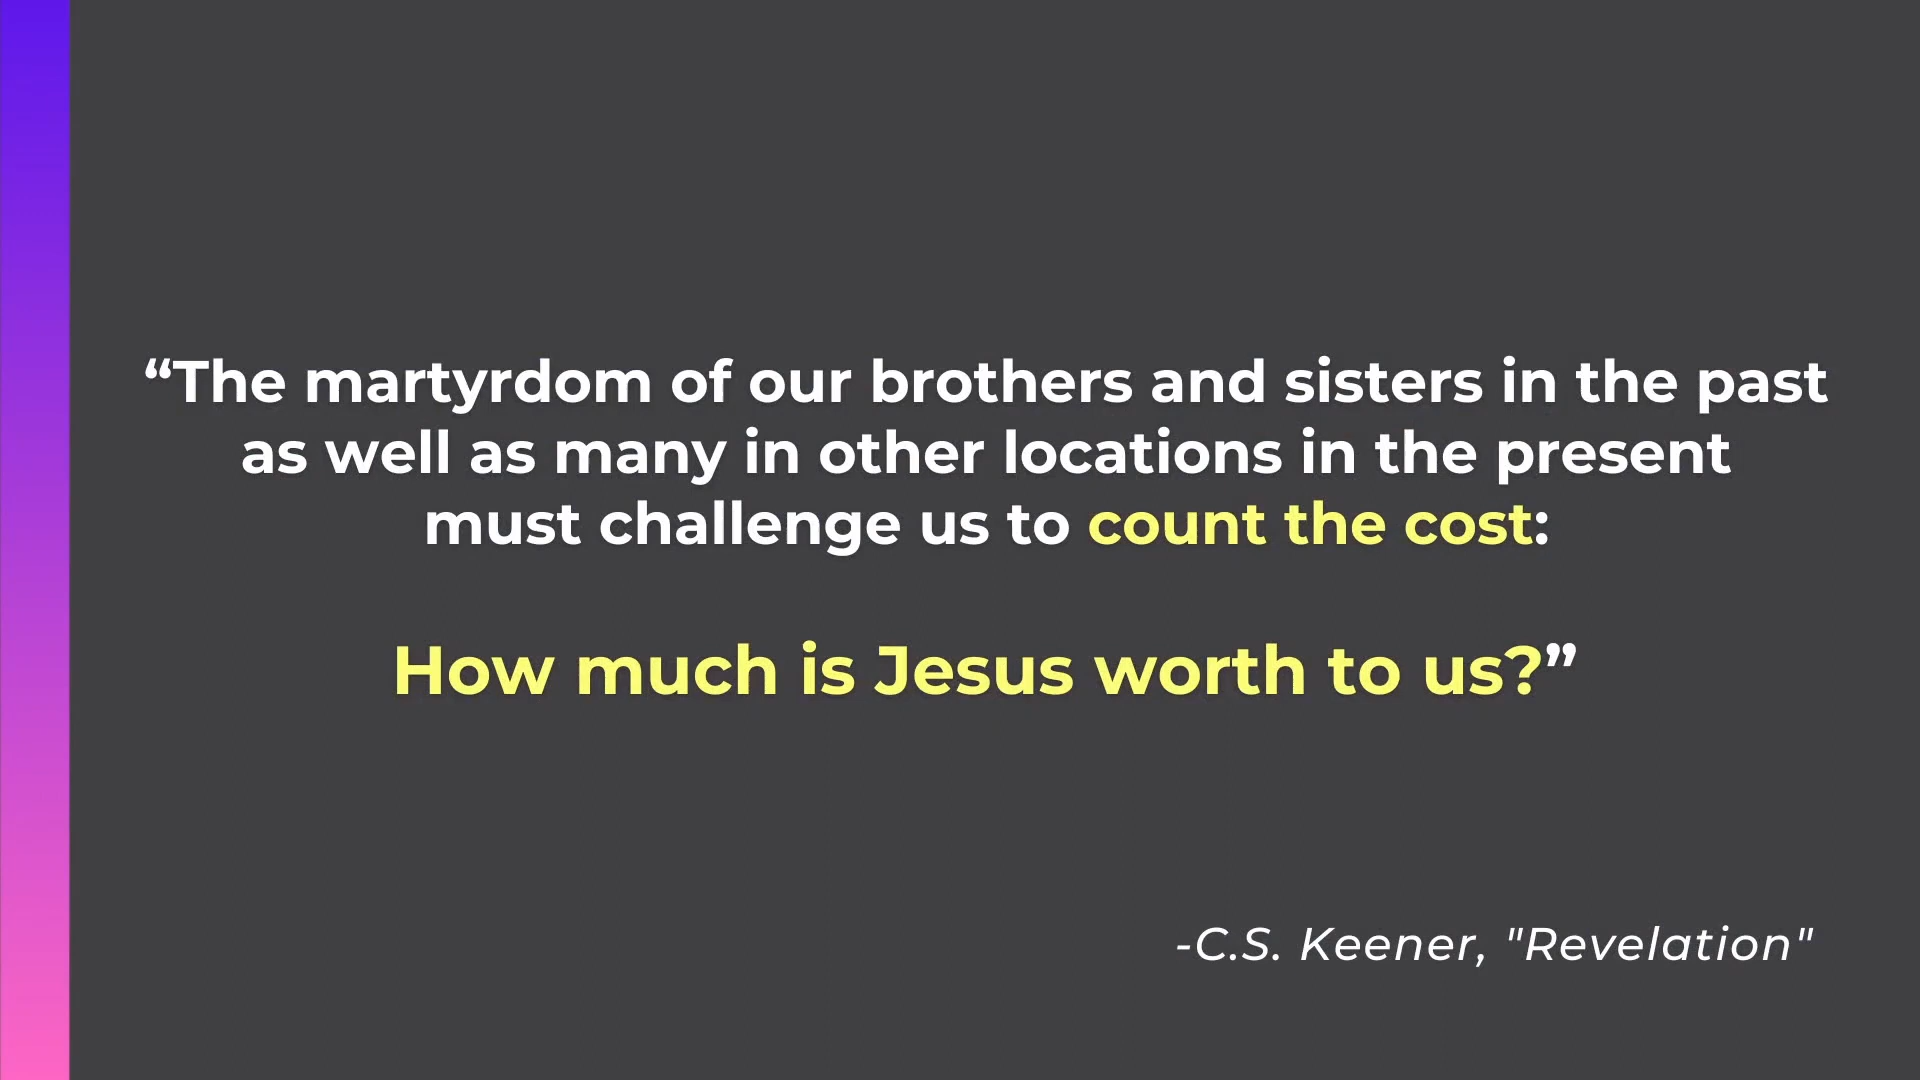 “The martyrdom of our brothers and sisters in the past
as well as many in other locations in the present
must challenge us to count the cost:
How much is Jesus worth to us?”
-C.S. Keener, "Revelation"